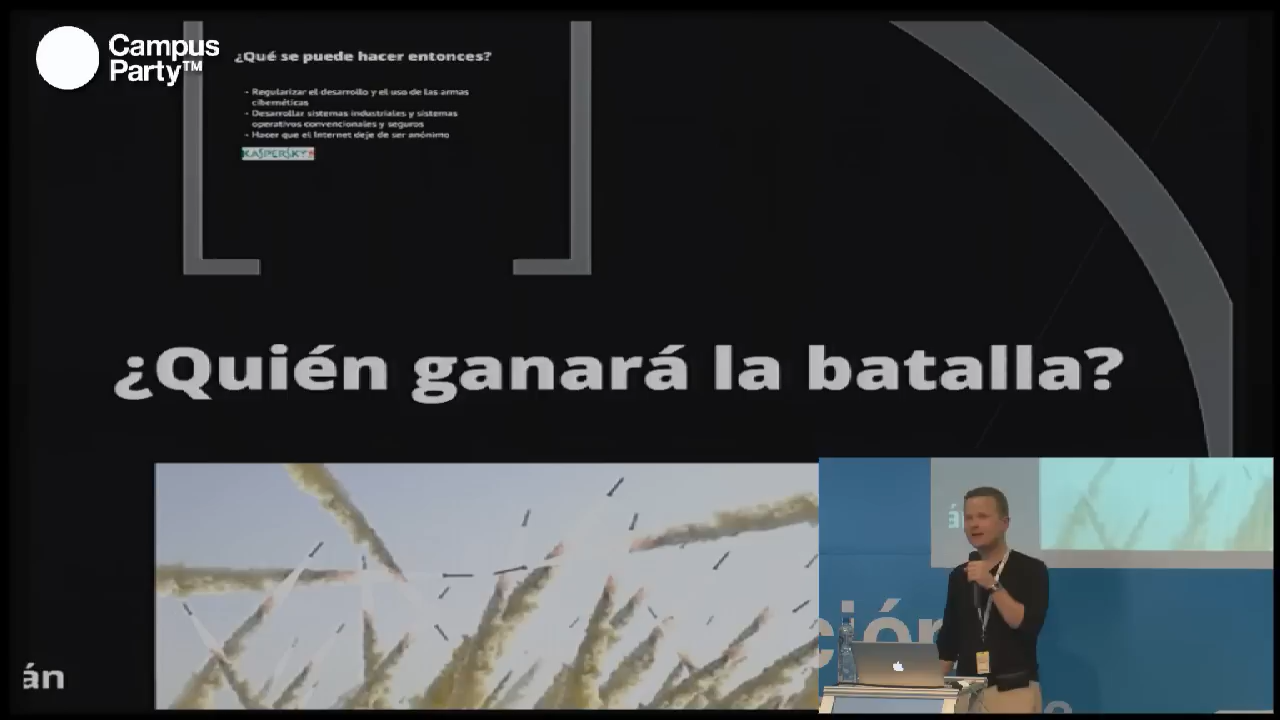 Campus
Party™
¿Qué se puede hacer entonces?
- Regularizar el desarrollo y el uso de las armas
cibernéticas
- Desarrollar sistemas industriales y sistemas
operativos convencionales y seguros
- Hacer que el Internet deje de ser anónimo
KASPERSKY
¿Quién ganará la batalla?
án
á
ción